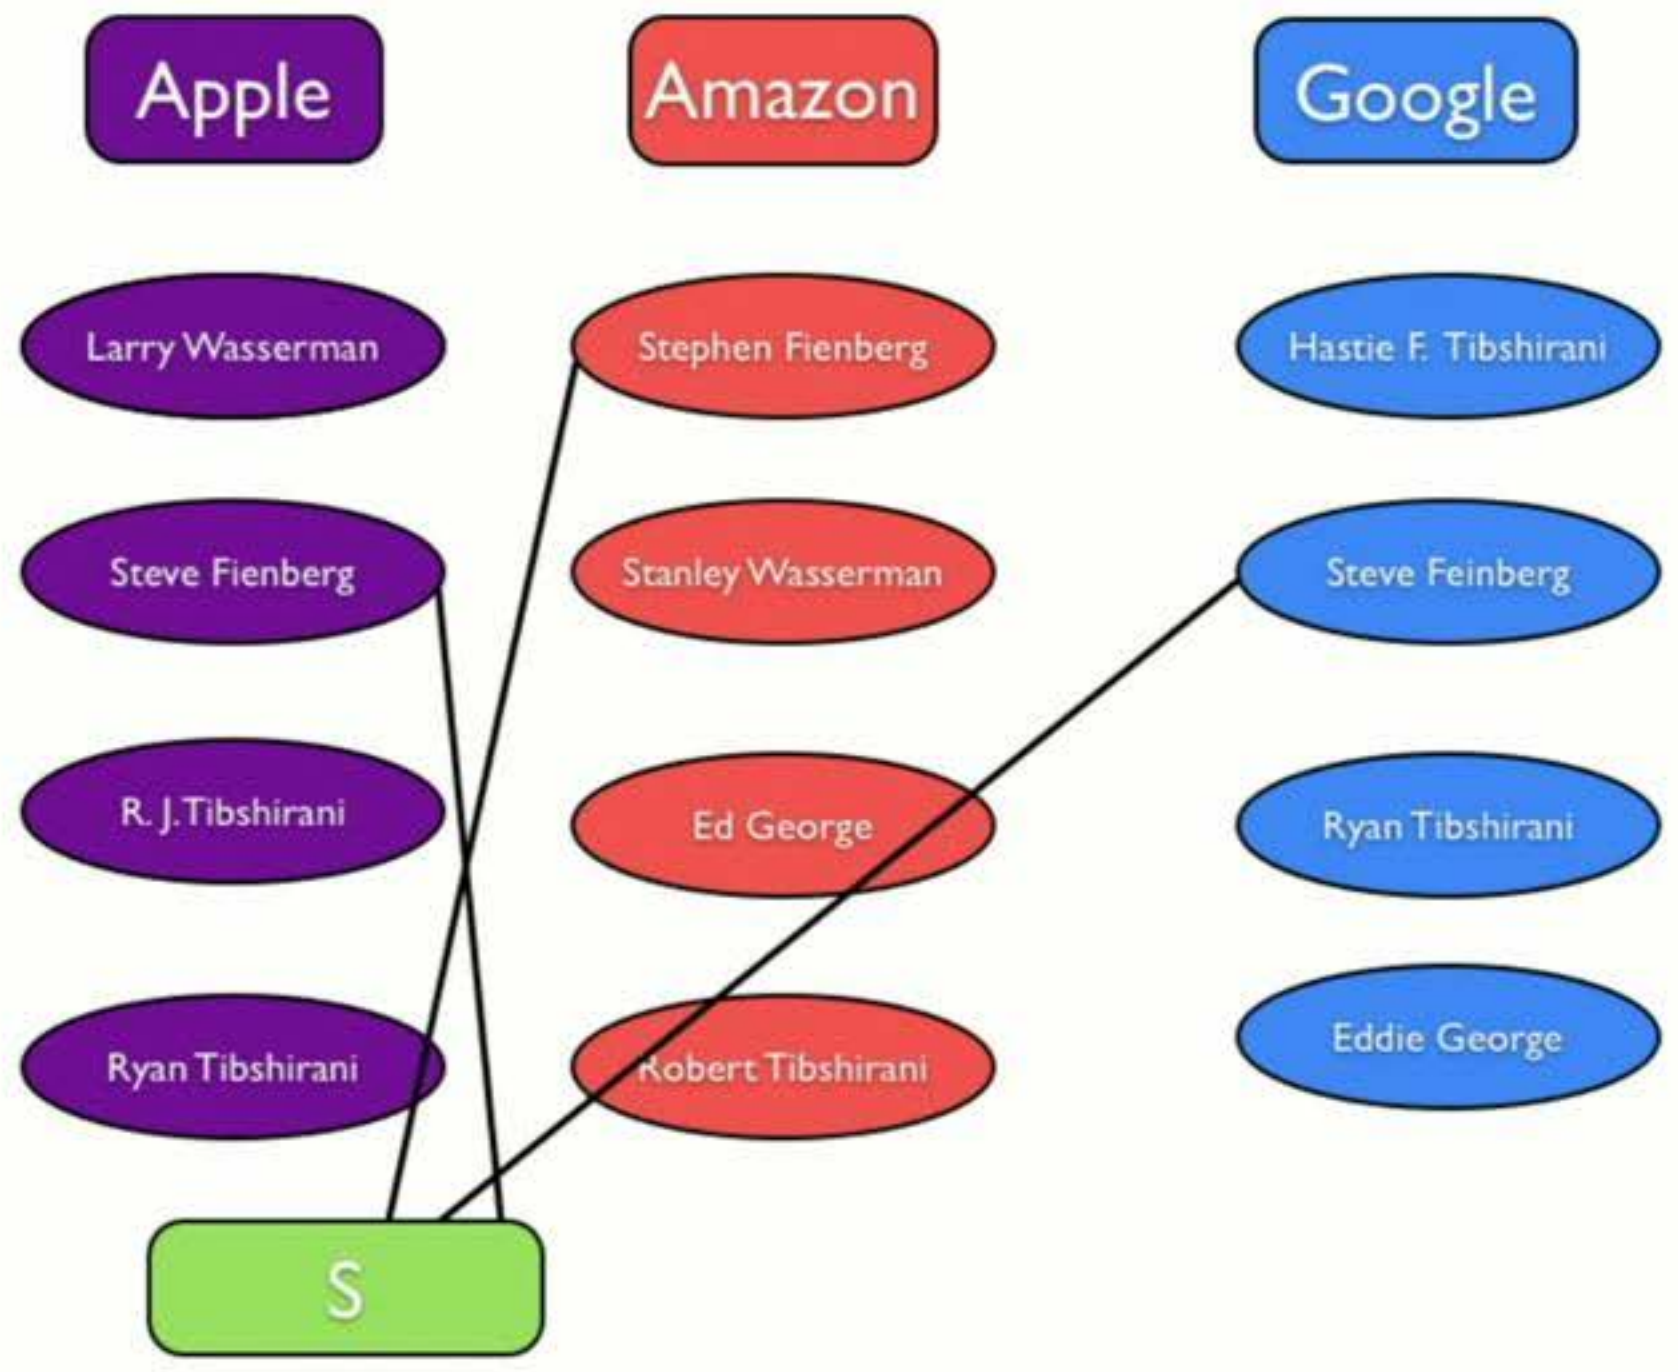 Apple
Amazon
Google
Larry Wasserman
Stephen Fienberg
Hastie F. Tibshirani
Steve Fienberg
Stanley Wasserman
Steve Feinberg
R. J. Tibshirani
Ed George
Ryan Tibshirani
Ryan Tibshirani
Robert Tibshirani
Eddie George
S